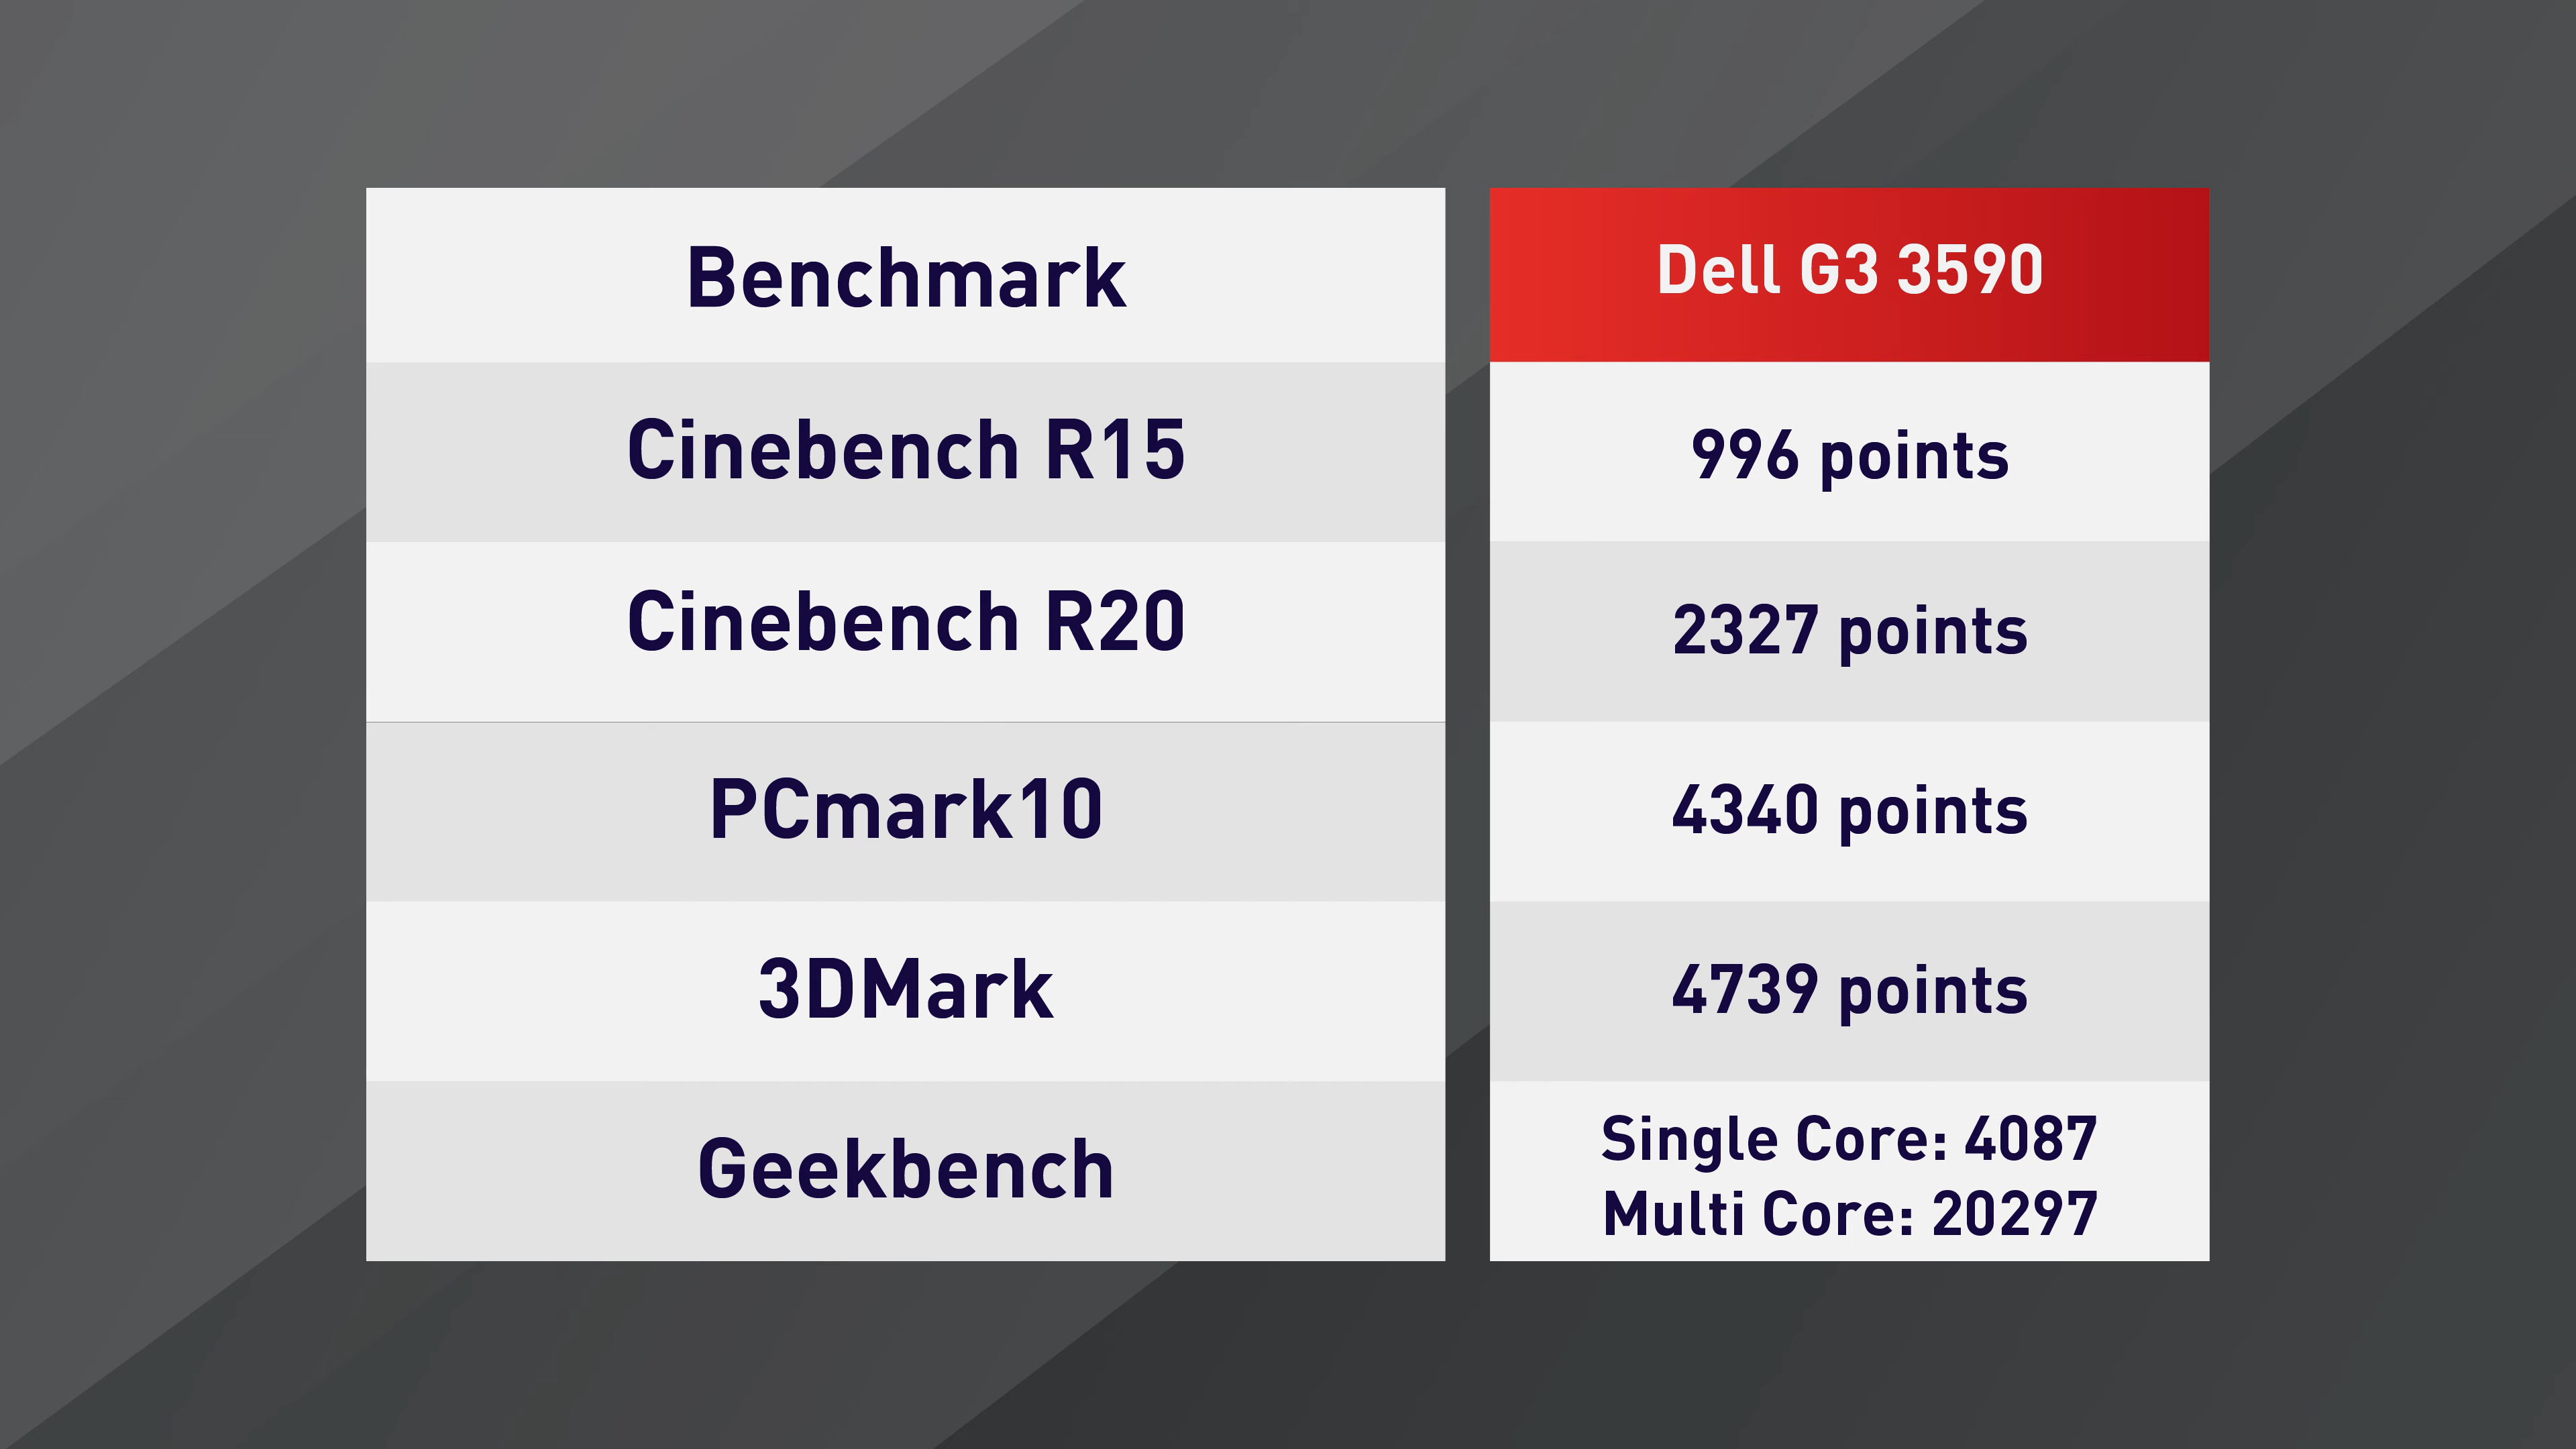 Benchmark Dell G3 3590
Cinebench R15 996 points
Cinebench R20 2327 points
PCmark10 4340 points
3DMark 4739 points
Geekbench Single Core: 4087
Multi Core: 20297